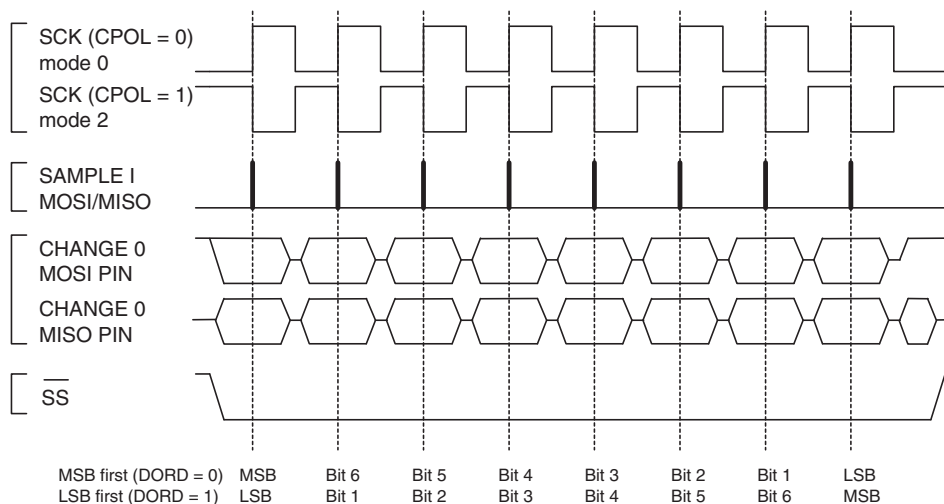 SCK (CPOL = 0)
mode 0
SCK (CPOL = 1)
mode 2
SAMPLE I
MOSI/MISO
CHANGE 0
MOSI PIN
CHANGE 0
MISO PIN
SS
MSB first (DORD = 0) MSB Bit 6 Bit 5 Bit 4 Bit 3 Bit 2 Bit 1 LSB
LSB first (DORD = 1) LSB Bit 1 Bit 2 Bit 3 Bit 4 Bit 5 Bit 6 MSB